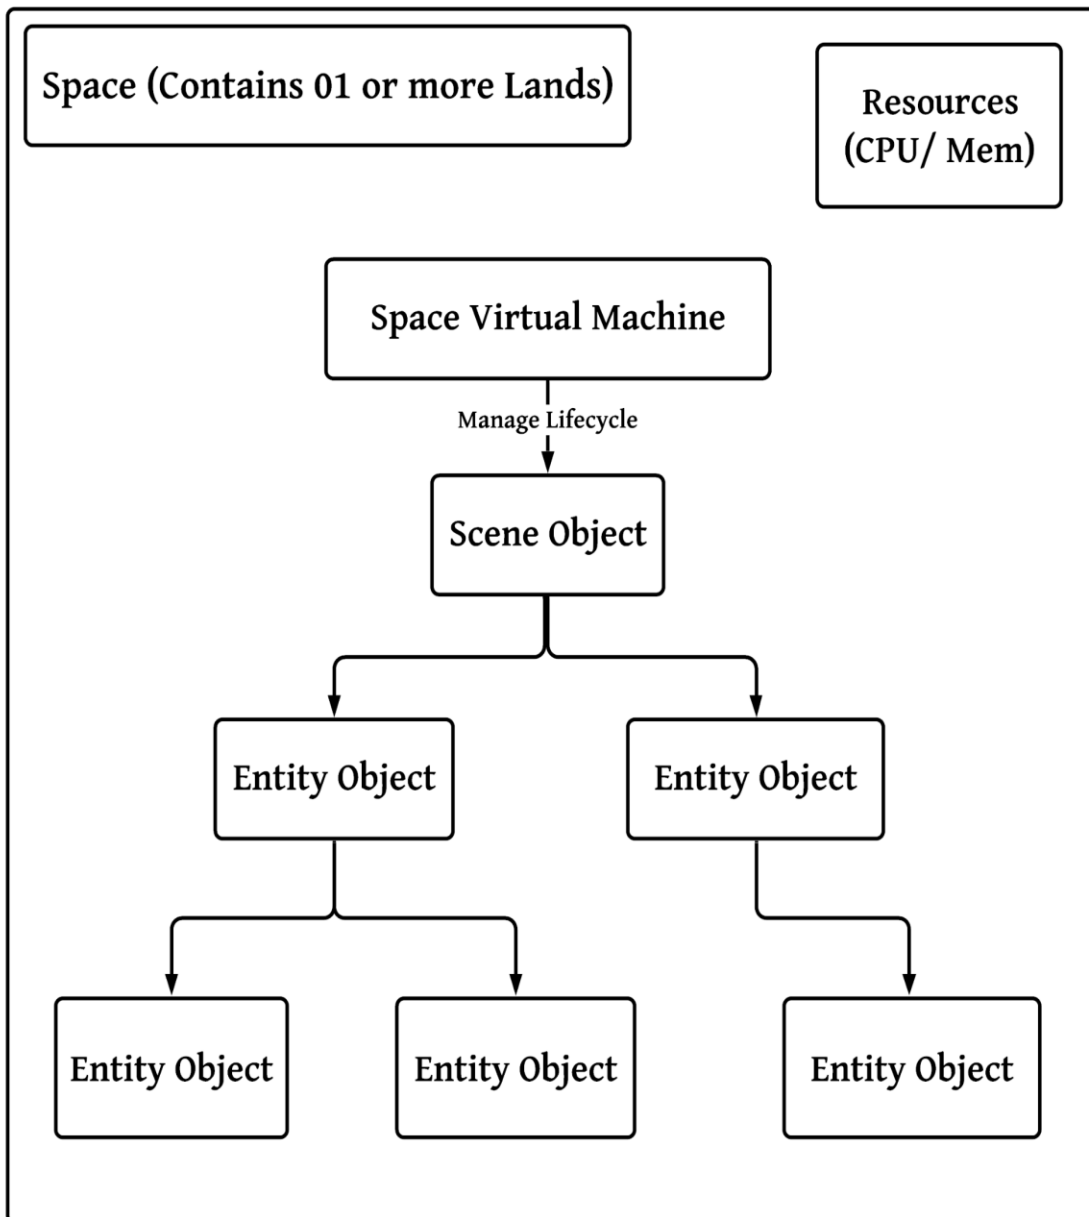 Space (Contains 01 or more Lands)
Resources
(CPU/ Mem)
Space Virtual Machine
Manage Lifecycle
Scene Object
Entity Object
Entity Object
Entity Object
Entity Object
Entity Object